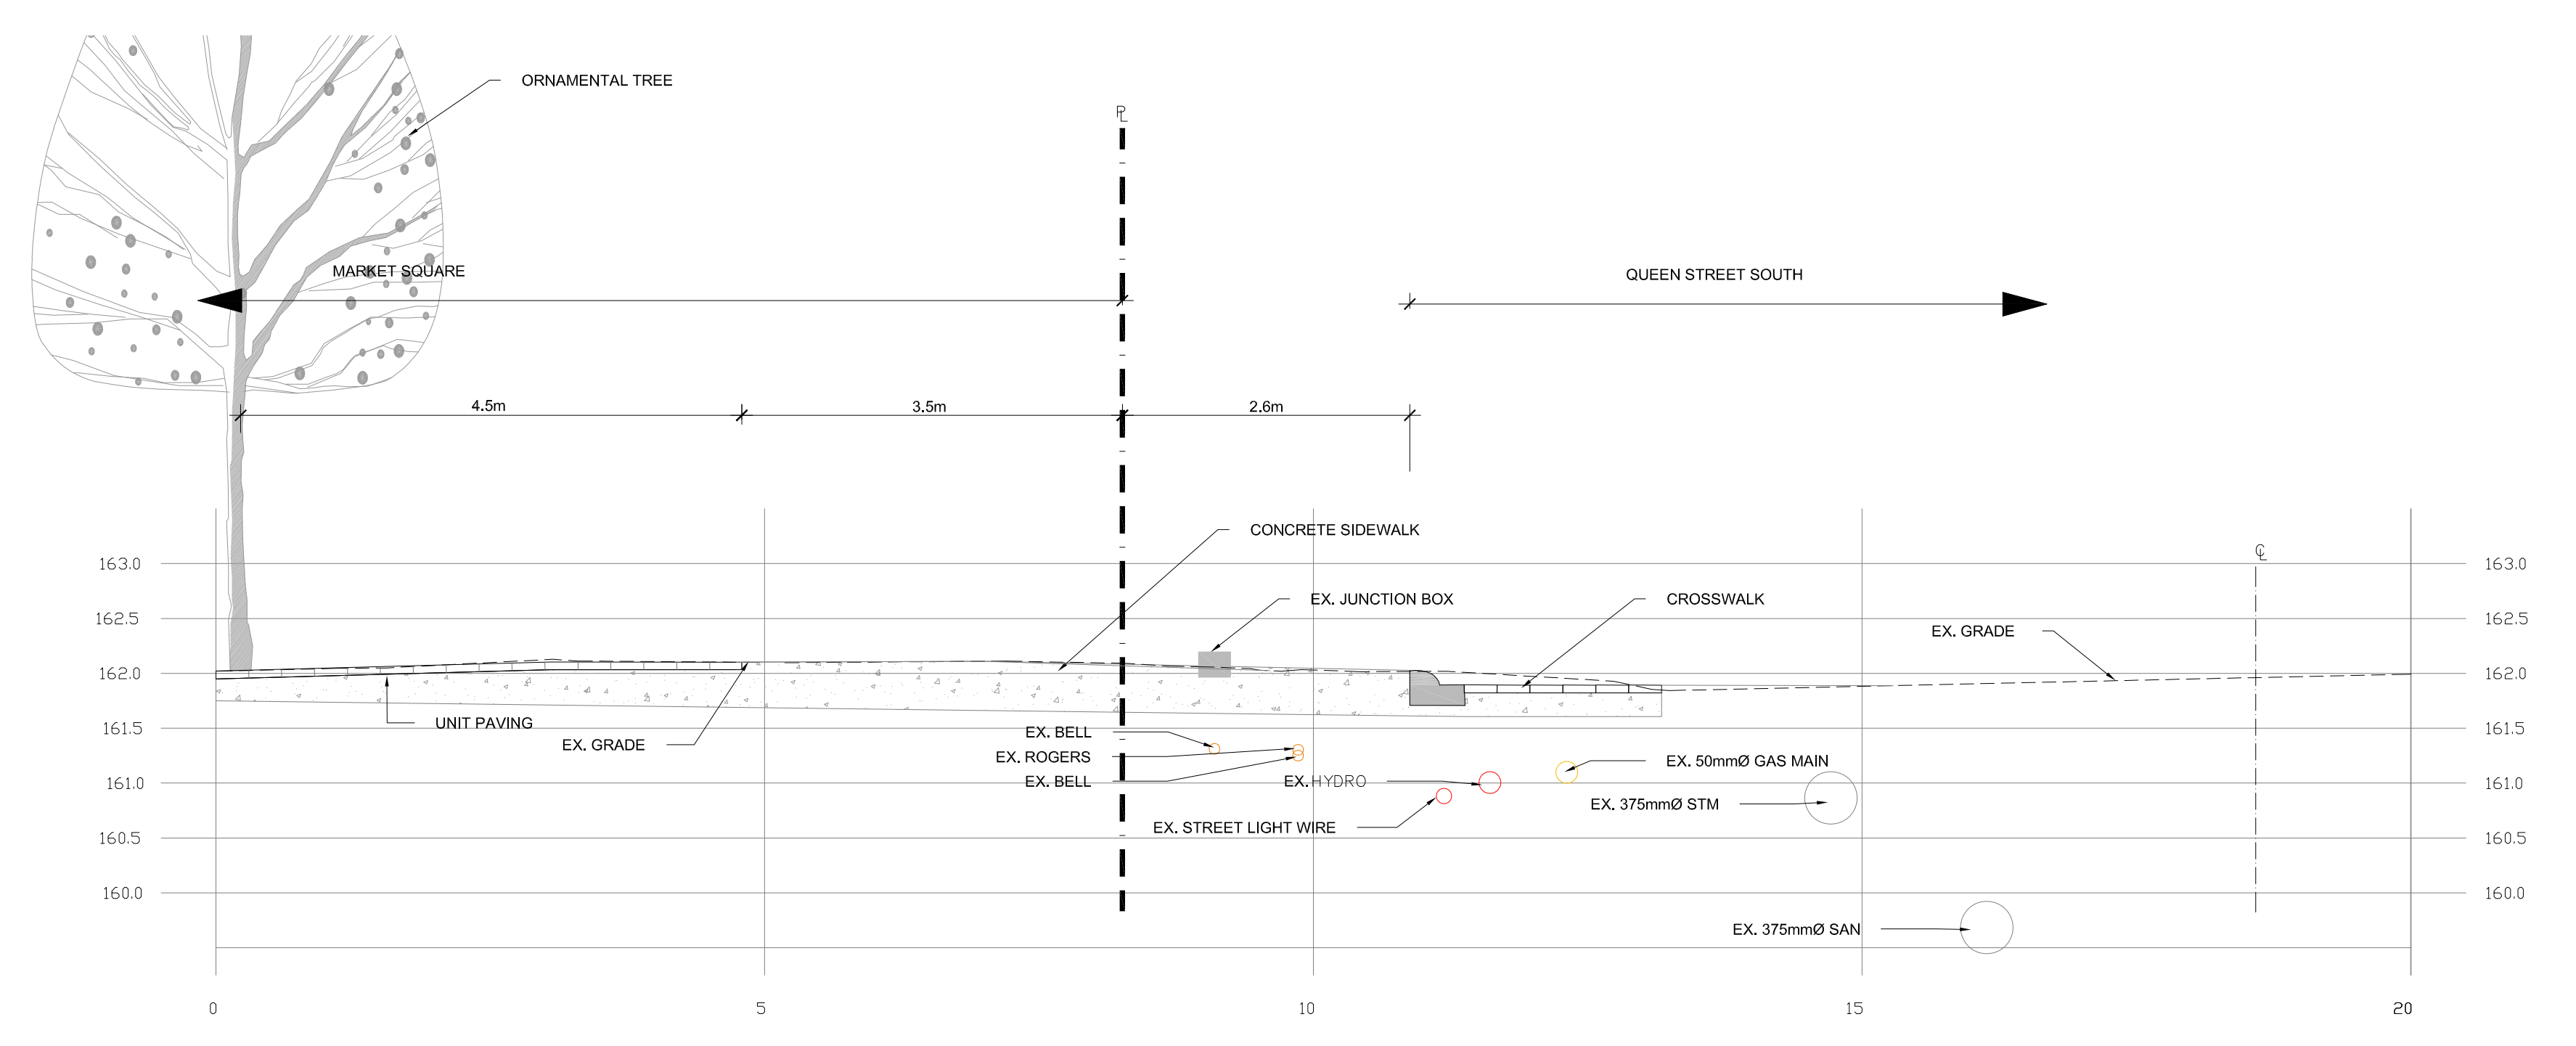 ORNAMENTAL TREE
PL
MARKET SQUARE
QUEEN STREET SOUTH
4.5m
3.5m
2.6m
CONCRETE SIDEWALK
CL
163.0
163.0
EX. JUNCTION BOX
CROSSWALK
162.5
162.5
EX. GRADE
162.0
162.0
UNIT PAVING
161.5
161.5
EX. BELL
EX. GRADE
EX. ROGERS
EX. 50mmØ GAS MAIN
EX. BELL
EX. HYDRO
161.0
161.0
EX. 375mmØ STM
EX. STREET LIGHT WIRE
160.5
160.5
160.0
160.0
EX. 375mmØ SAN
0
5
10
15
20